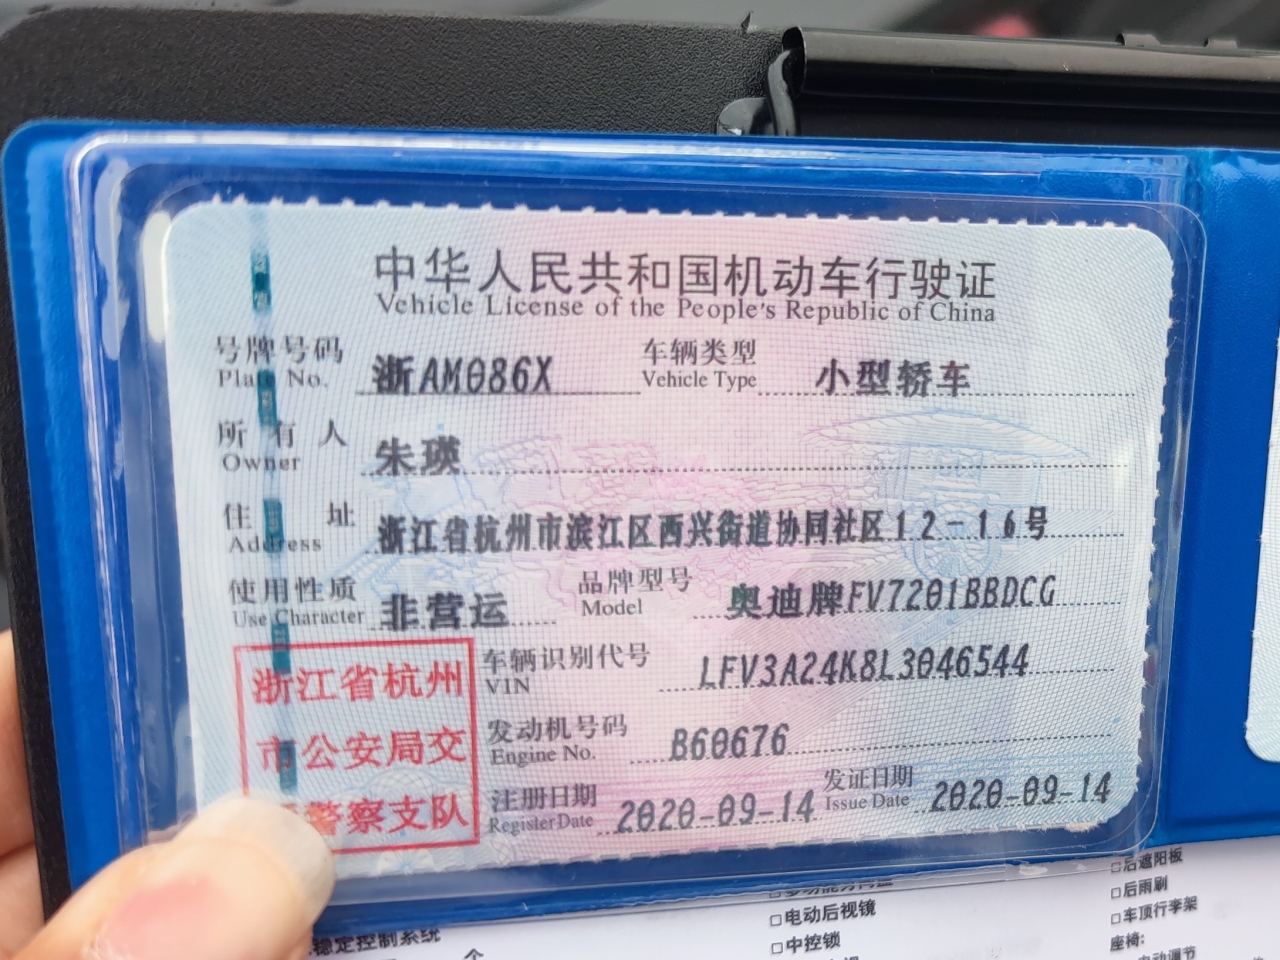 中华人民共和国机动车行驶证
Vehicle License of the People's Republic of China
号牌号码 浙AM086X 车辆类型 小型轿车
Plate No. Vehicle Type
所有人 朱瑛
Owner
住址 浙江省杭州市滨江区西兴街道协同社区12-16号
Address
使用性质 非营运 品牌型号 奥迪牌FV7201BBDCG
Use Character Model
浙江省杭州
市公安局交
警察支队
车辆识别代号 LFV3A24K8L3046544
VIN
发动机号码 B60676
Engine No.
注册日期 2020-09-14 发证日期 2020-09-14
Register Date Issue Date
稳定控制系统
个
□电动后视镜
□中控锁
□后遮阳板
□后雨刷
□车顶行李架
座椅:
电动调节